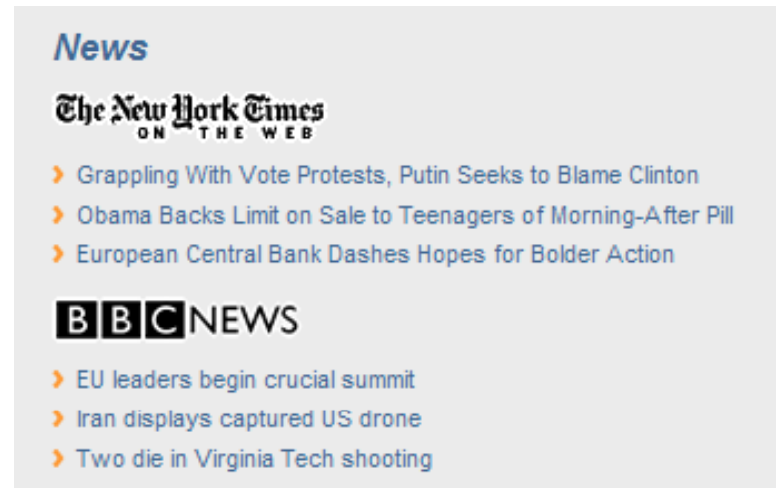 News
The New York Times
ON THE WEB
Grappling With Vote Protests, Putin Seeks to Blame Clinton
Obama Backs Limit on Sale to Teenagers of Morning-After Pill
European Central Bank Dashes Hopes for Bolder Action
BBC NEWS
EU leaders begin crucial summit
Iran displays captured US drone
Two die in Virginia Tech shooting